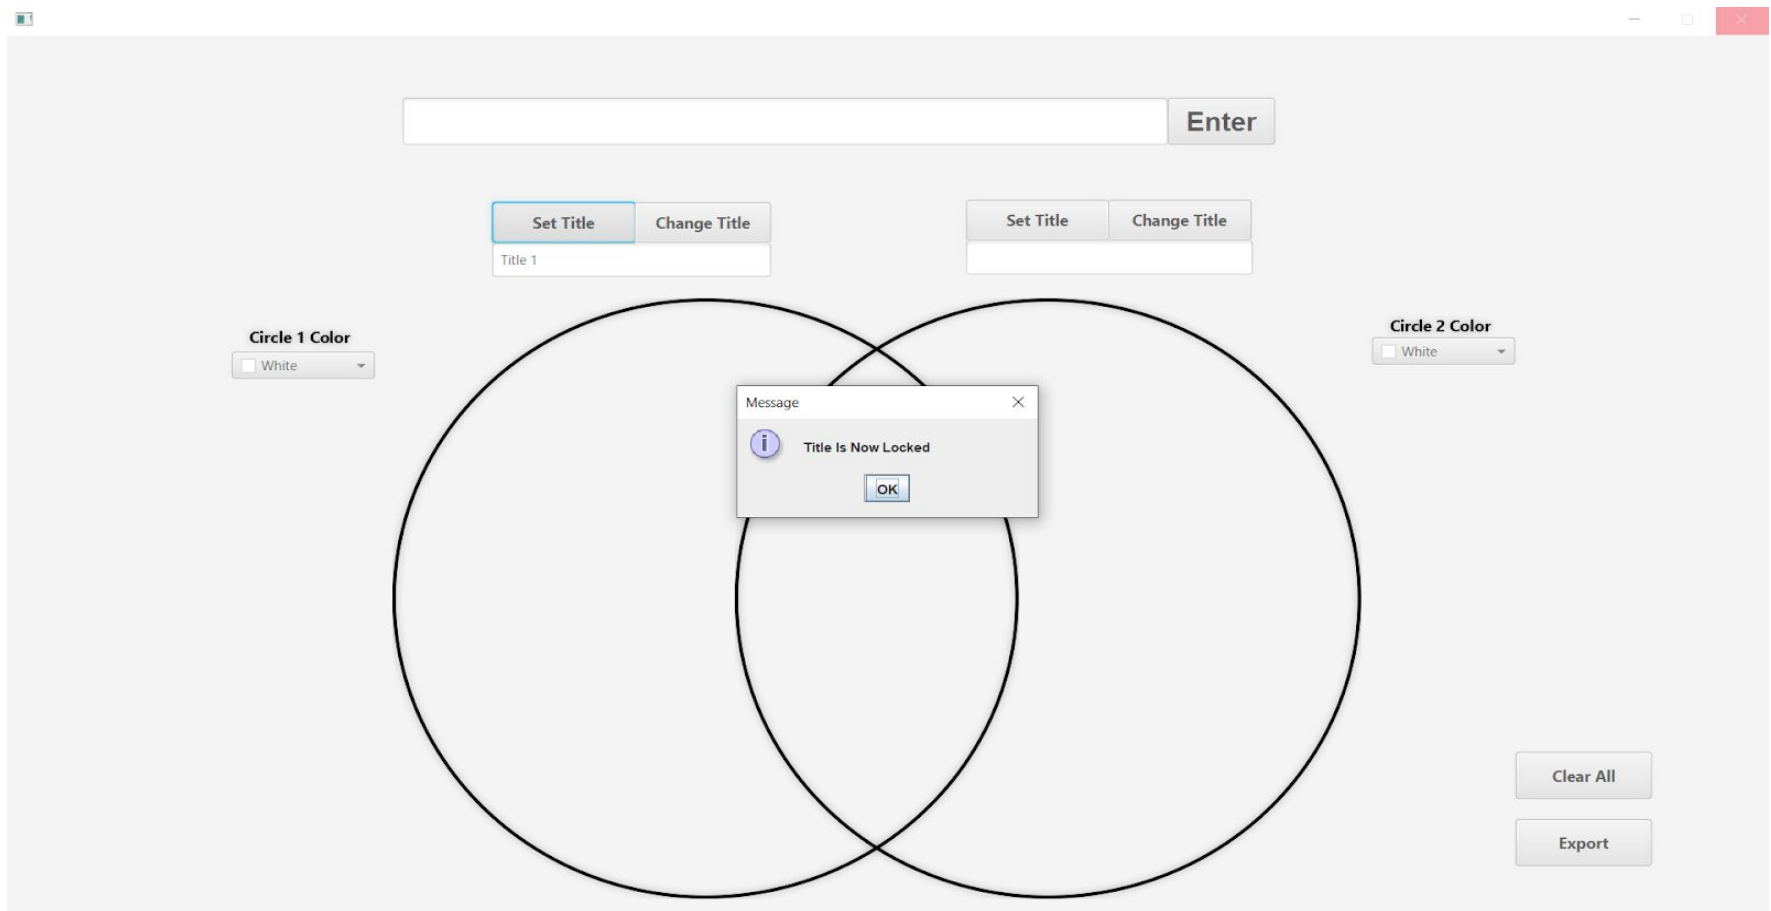 Enter
Set Title
Change Title
Set Title
Change Title
Title 1
Circle 1 Color
White
Circle 2 Color
White
Message
i
Title Is Now Locked
OK
Clear All
Export